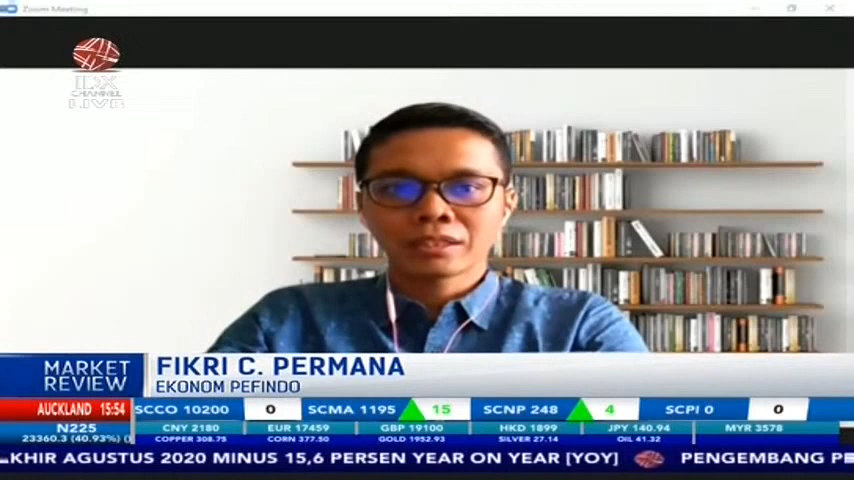 Zoom Meeting
IDX
CHANNEL
LIVE
MARKET REVIEW
FIKRI C. PERMANA
EKONOM PEFINDO
AUCKLAND 15:54
SCCO 10200 0 SCMA 1195 15 SCNP 248 4 SCPI 0 0
N225
23360.3 (40.93%) (
CNY 2180 EUR 17459 GBP 19100 HKD 1899 JPY 140.94 MYR 3578
COPPER 308.75 CORN 377.50 GOLD 1952.93 SILVER 27.14 OIL 41.32
KHIR AGUSTUS 2020 MINUS 15,6 PERSEN YEAR ON YEAR [YOY] PENGEMBANG